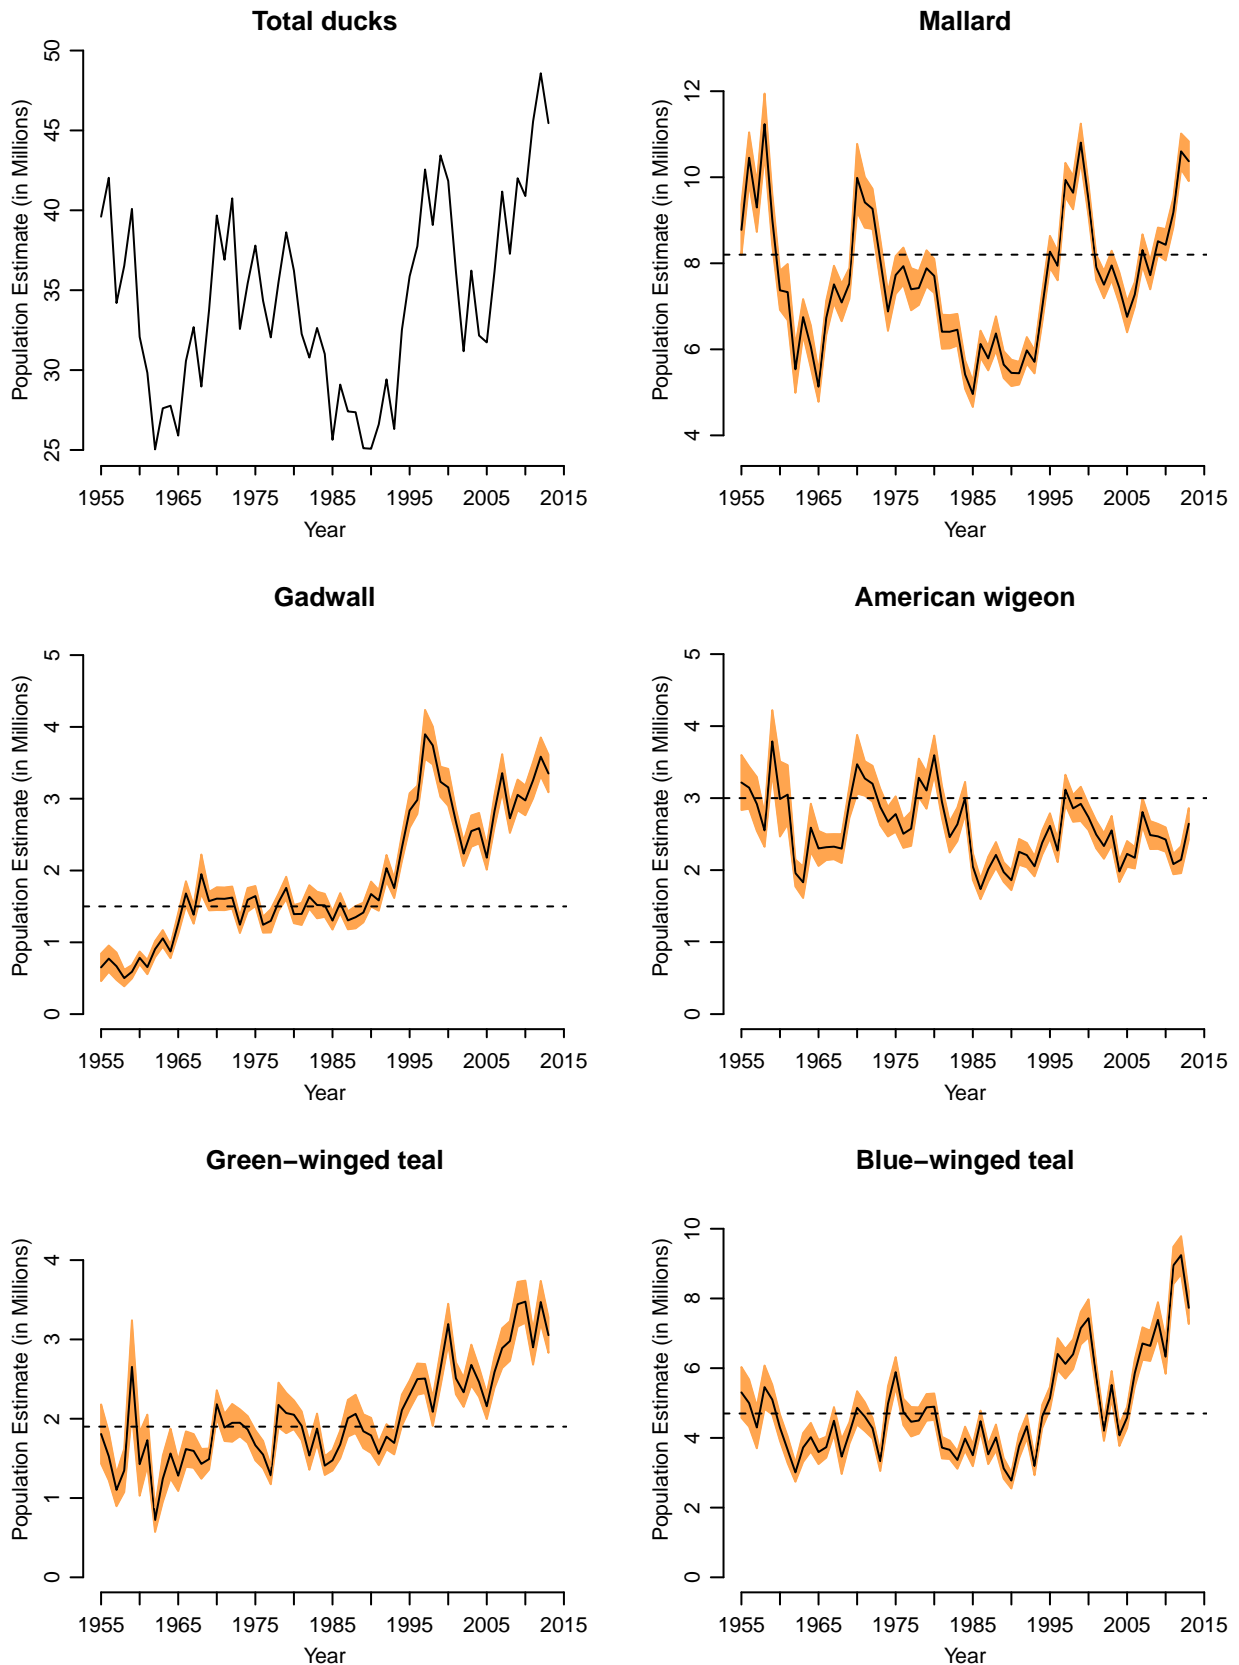 Total ducks
Population Estimate (in Millions)
50
45
40
35
30
25
1955 1965 1975 1985 1995 2005 2015
Year
Mallard
Population Estimate (in Millions)
12
10
8
6
4
1955 1965 1975 1985 1995 2005 2015
Year
Gadwall
Population Estimate (in Millions)
5
4
3
2
1
0
1955 1965 1975 1985 1995 2005 2015
Year
American wigeon
Population Estimate (in Millions)
5
4
3
2
1
0
1955 1965 1975 1985 1995 2005 2015
Year
Green−winged teal
Population Estimate (in Millions)
4
3
2
1
0
1955 1965 1975 1985 1995 2005 2015
Year
Blue−winged teal
Population Estimate (in Millions)
10
8
6
4
2
0
1955 1965 1975 1985 1995 2005 2015
Year